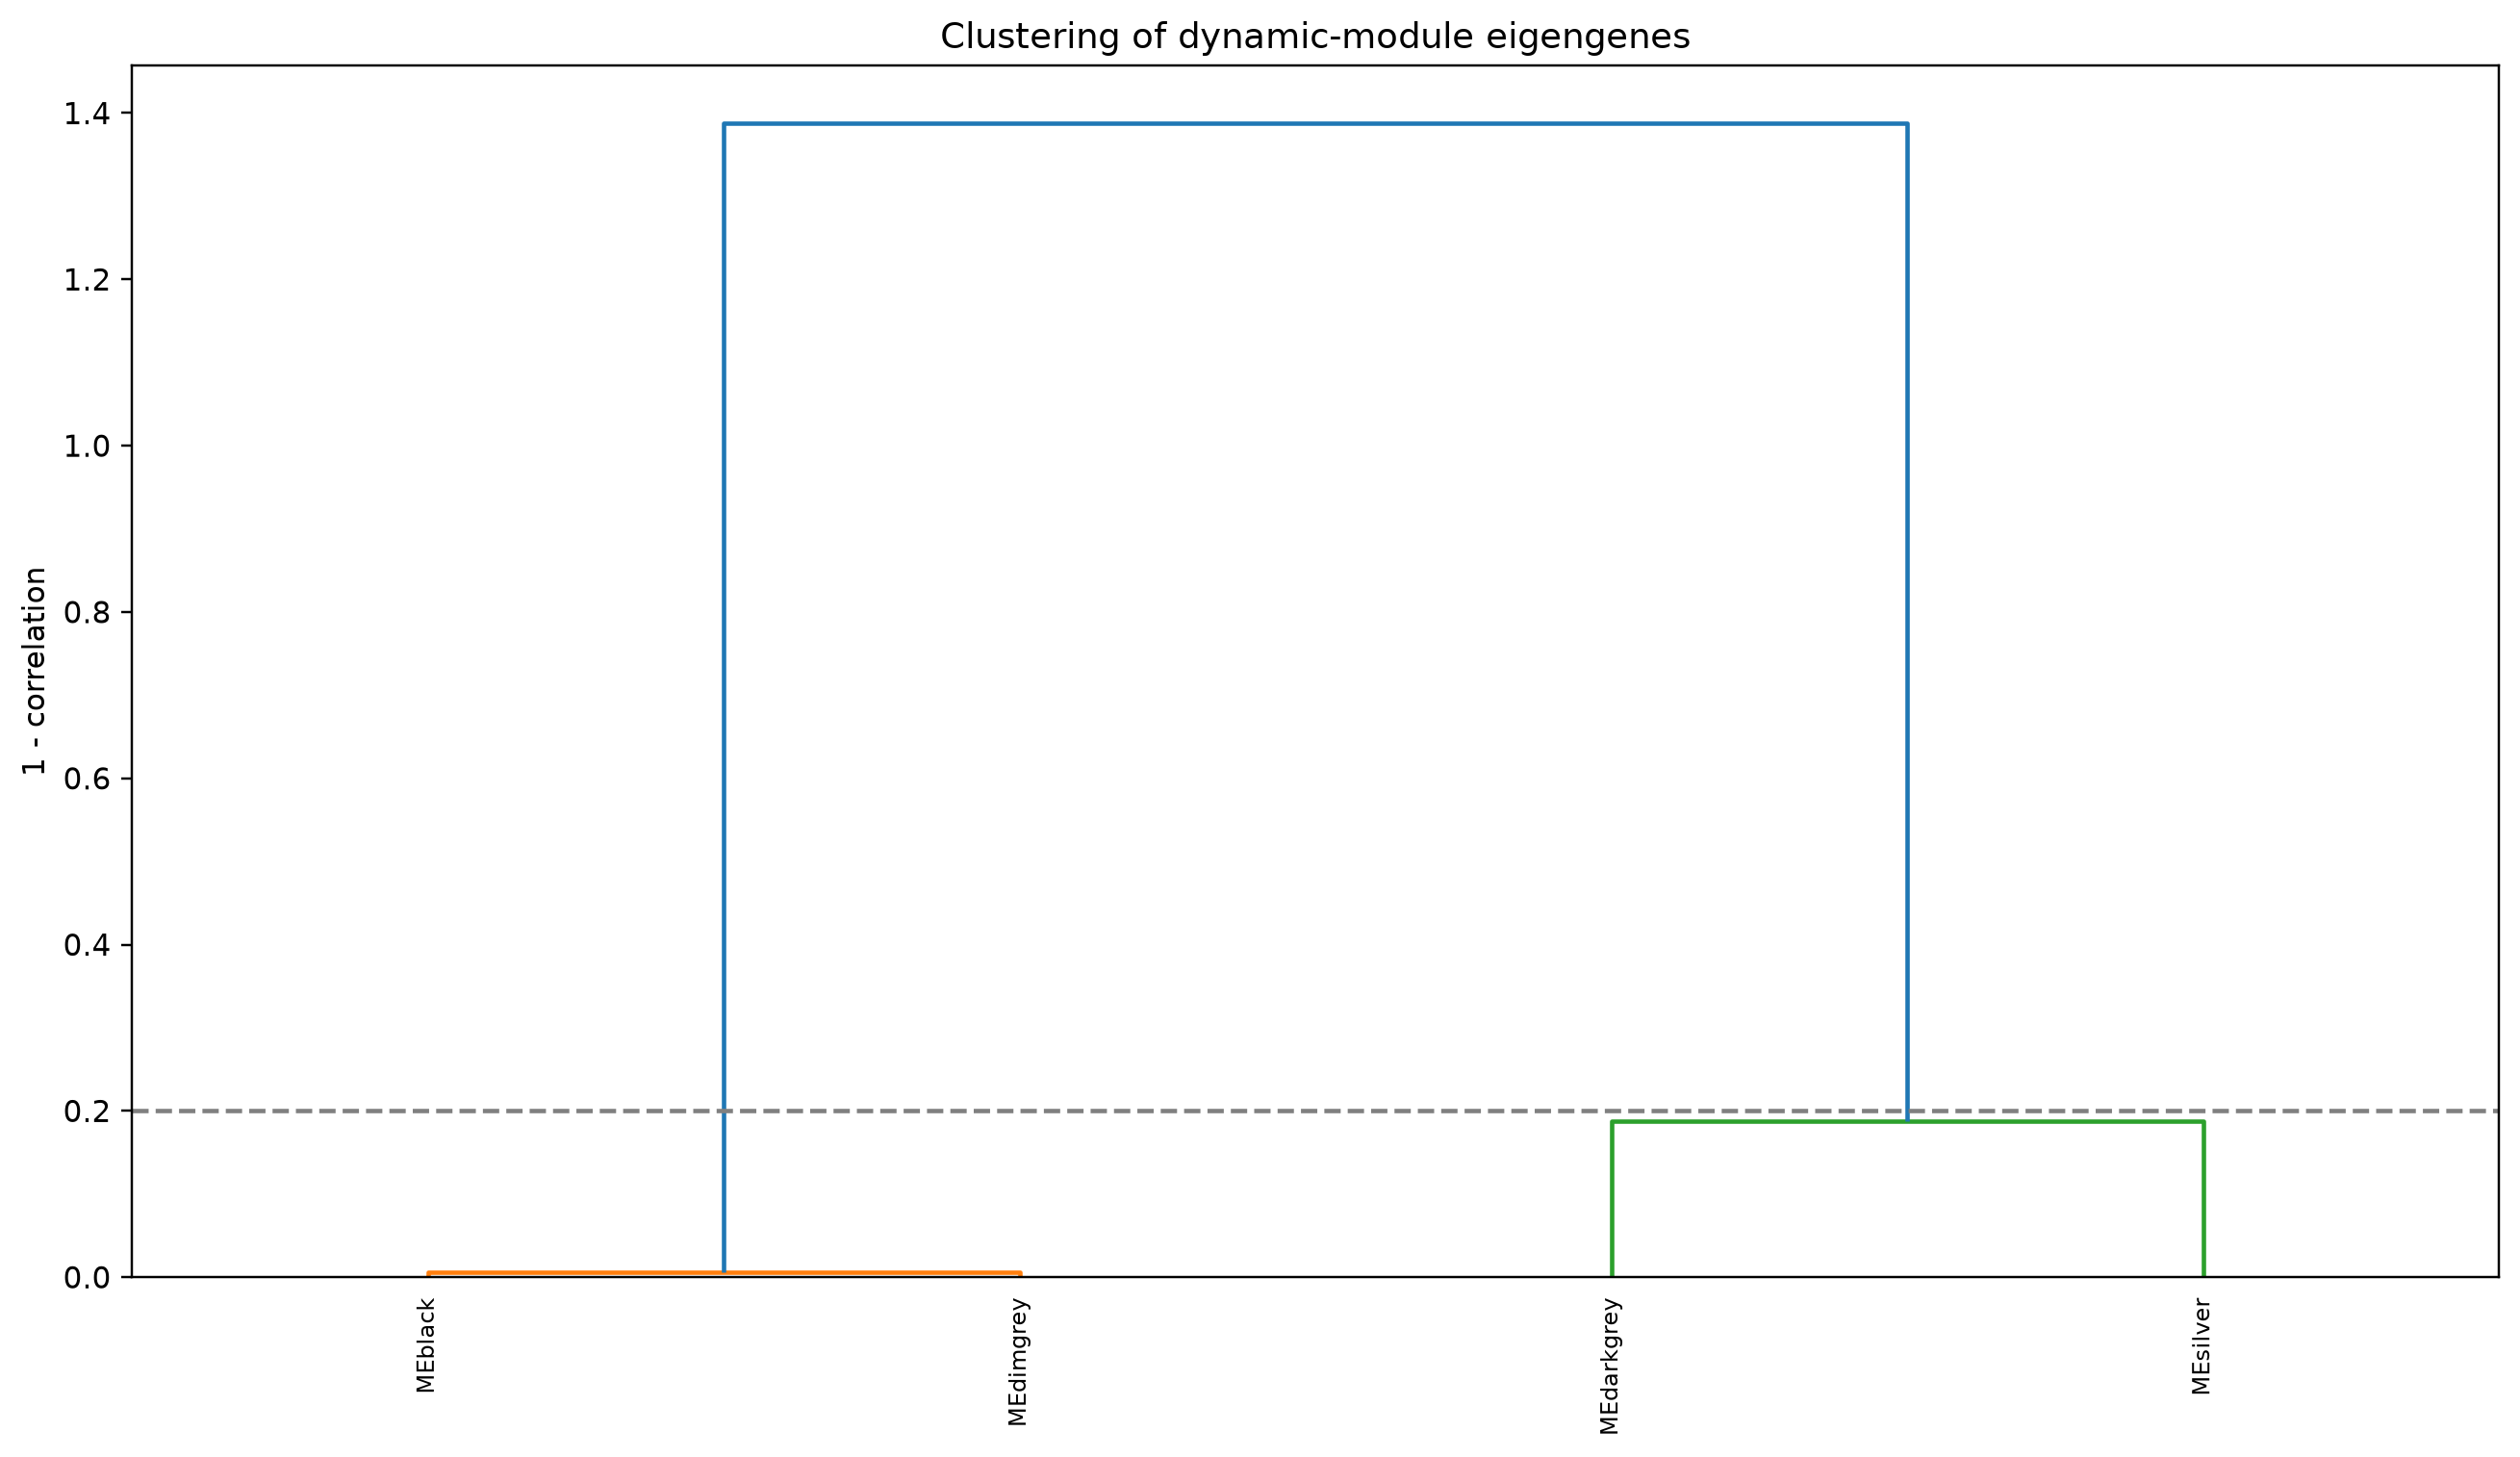 Clustering of dynamic-module eigengenes
1.4
1.2
1.0
0.8
0.6
0.4
0.2
0.0
1 - correlation
MEblack
MEdimgrey
MEdarkgrey
MEsilver